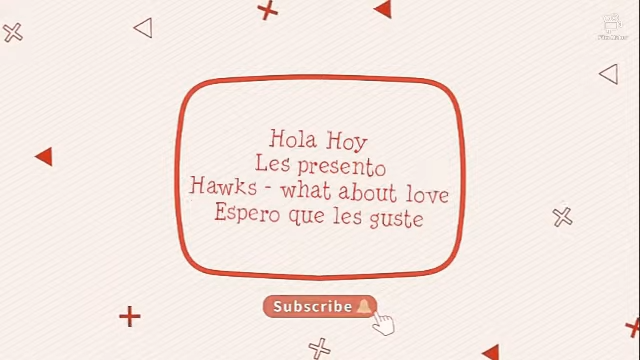 Hola Hoy
Les presento
Hawks - what about love
Espero que les guste
Subscribe